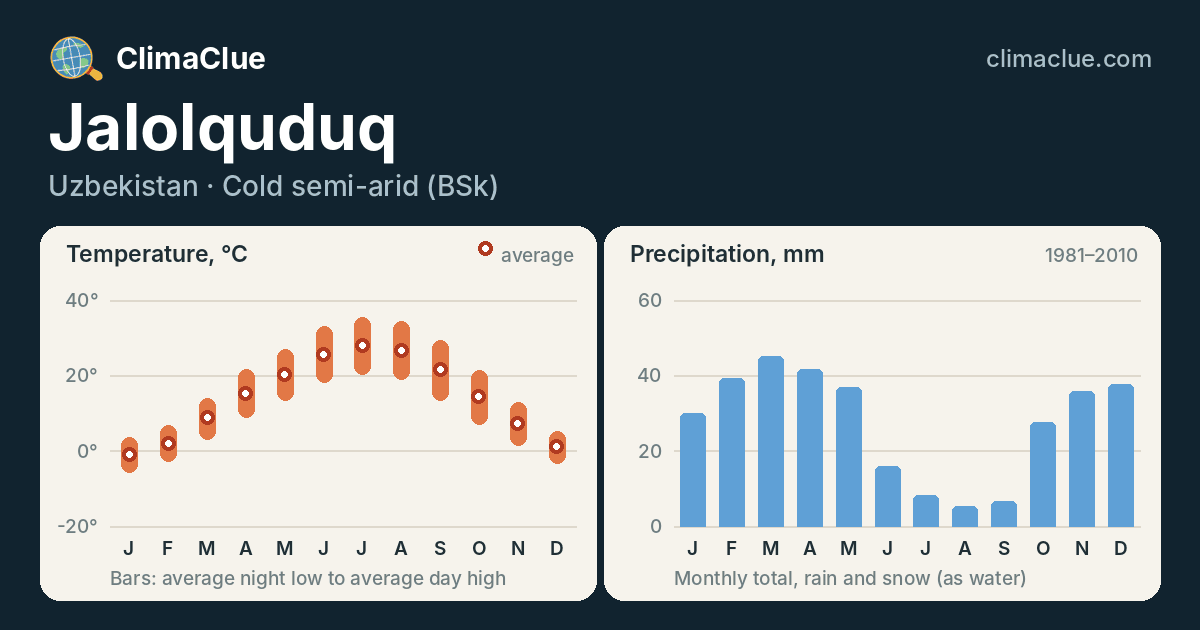 ClimaClue
climaclue.com
Jalolquduq
Uzbekistan · Cold semi-arid (BSk)
Temperature, °C
average
40°
20°
0°
-20°
J F M A M J J A S O N D
Bars: average night low to average day high
Precipitation, mm
1981–2010
60
40
20
0
J F M A M J J A S O N D
Monthly total, rain and snow (as water)